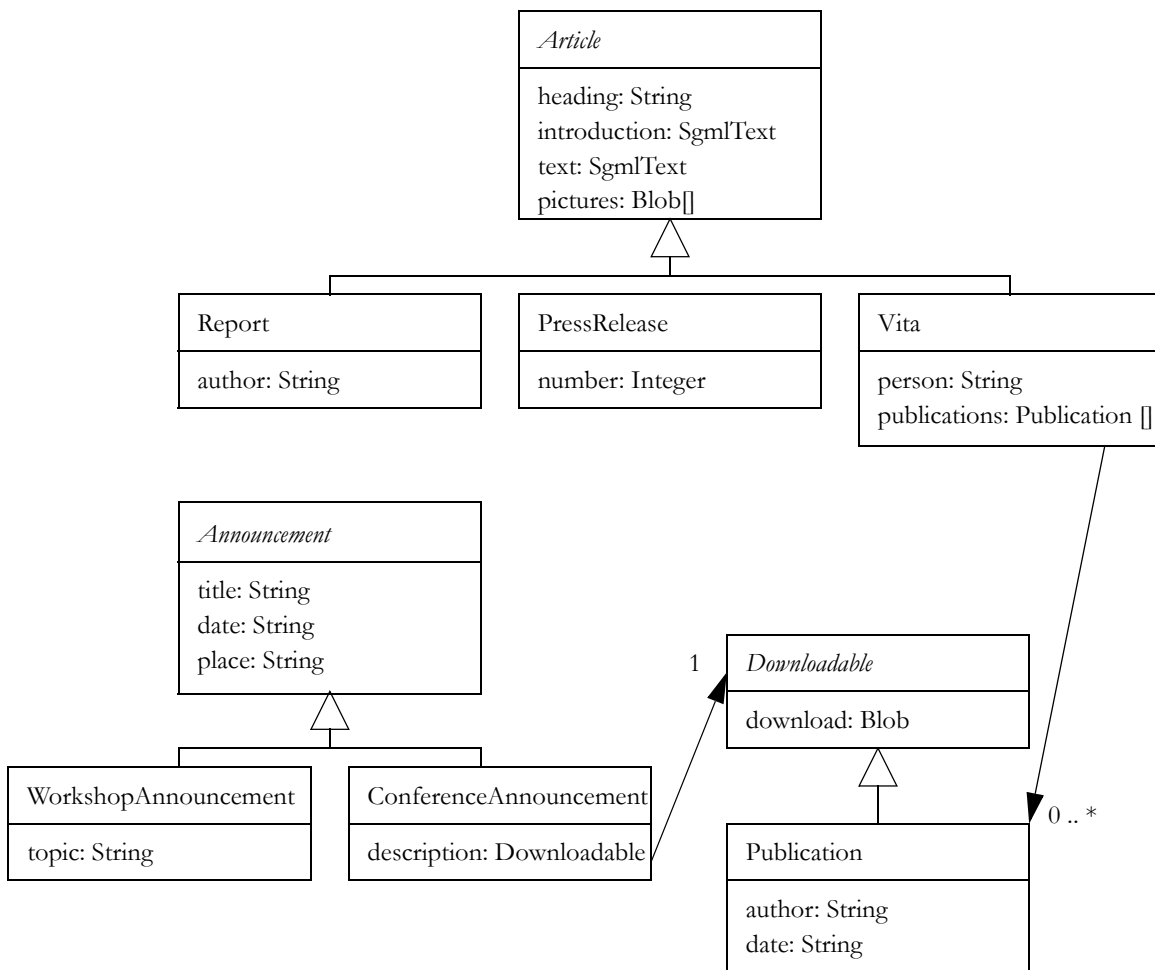 Article
heading: String
introduction: SgmlText
text: SgmlText
pictures: Blob[]
Report
author: String
PressRelease
number: Integer
Vita
person: String
publications: Publication []
Announcement
title: String
date: String
place: String
1
Downloadable
download: Blob
WorkshopAnnouncement
topic: String
ConferenceAnnouncement
description: Downloadable
0 .. *
Publication
author: String
date: String